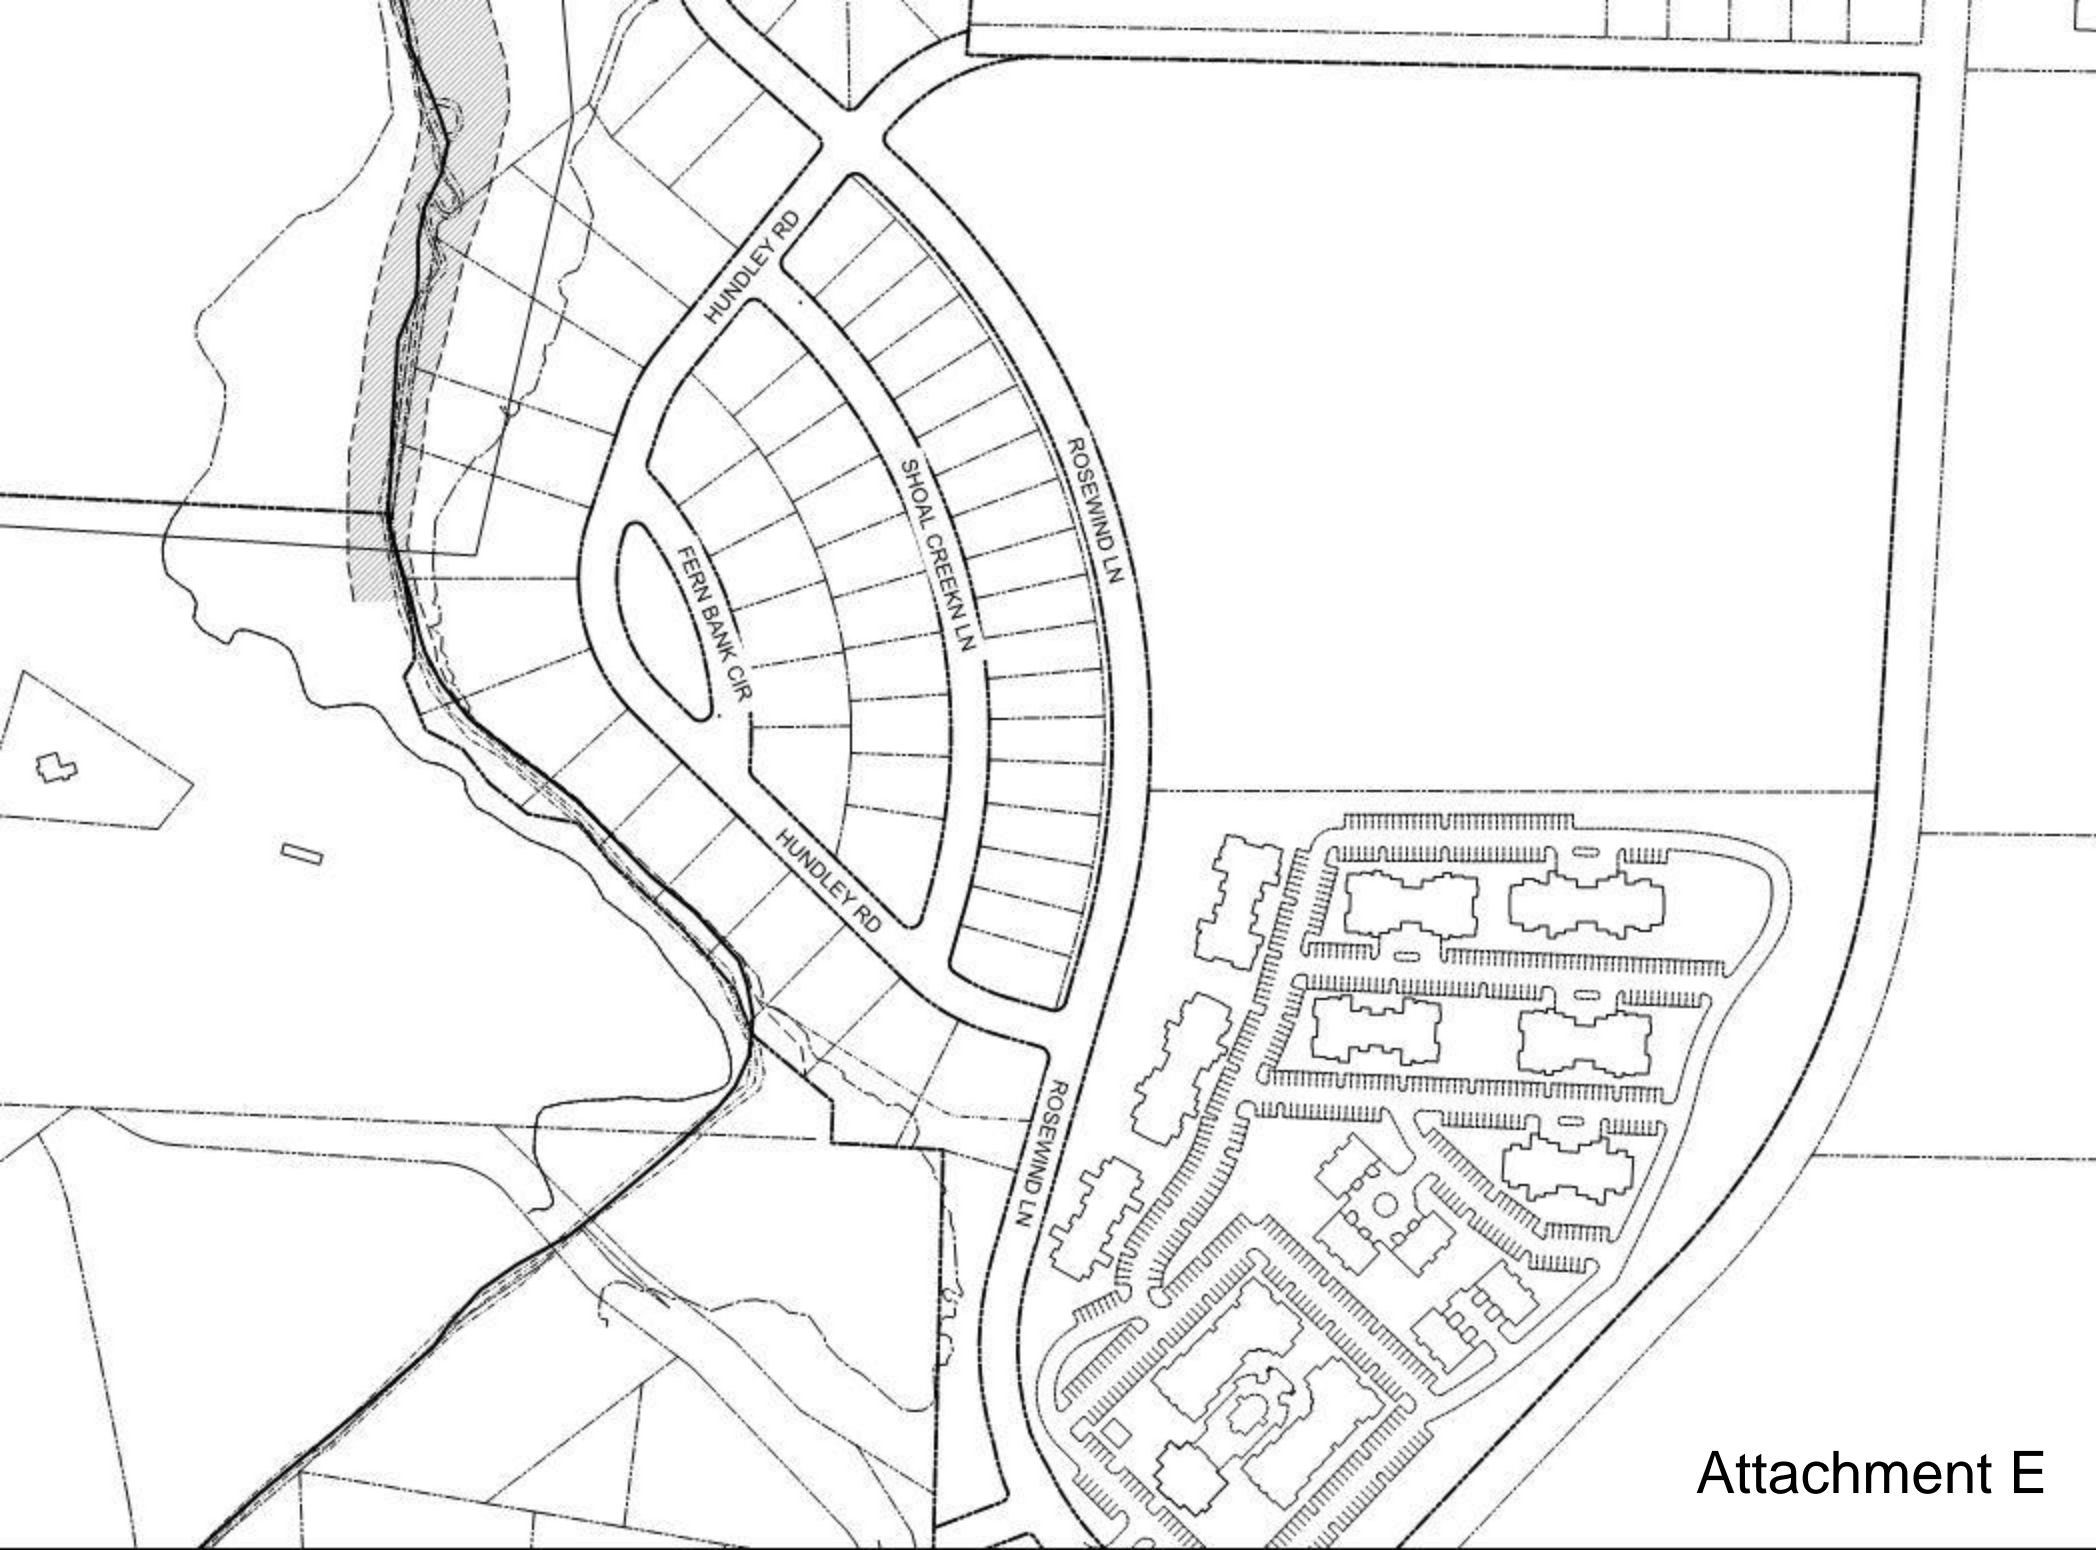 HUNDLEY RD
ROSEWIND LN
SHOAL CREEKN LN
FERN BANK CIR
HUNDLEY RD
ROSEWIND LN
Attachment E